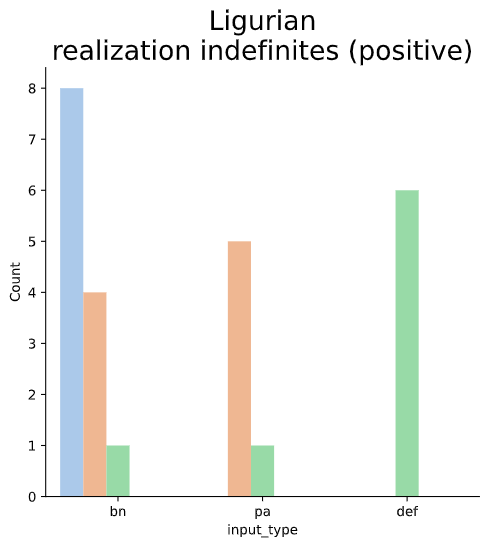 Ligurian
realization indefinites (positive)
8
7
6
5
4
3
2
1
0
Count
bn
pa
def
input_type